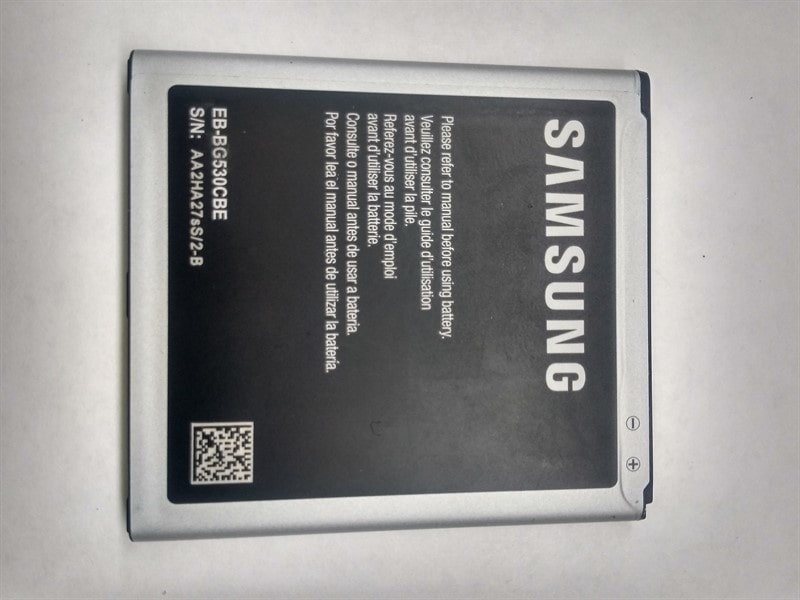 SAMSUNG
Please refer to manual before using battery.
Veuillez consulter le guide d'utilisation
avant d'utiliser la pile.
Referez-vous au mode d'emploi
avant d'utiliser la batterie.
Consulte o manual antes de usar a bateria.
Por favor lea el manual antes de utilizar la batería.
EB-BG530CBE
S/N: AA2HA27sS/2-B